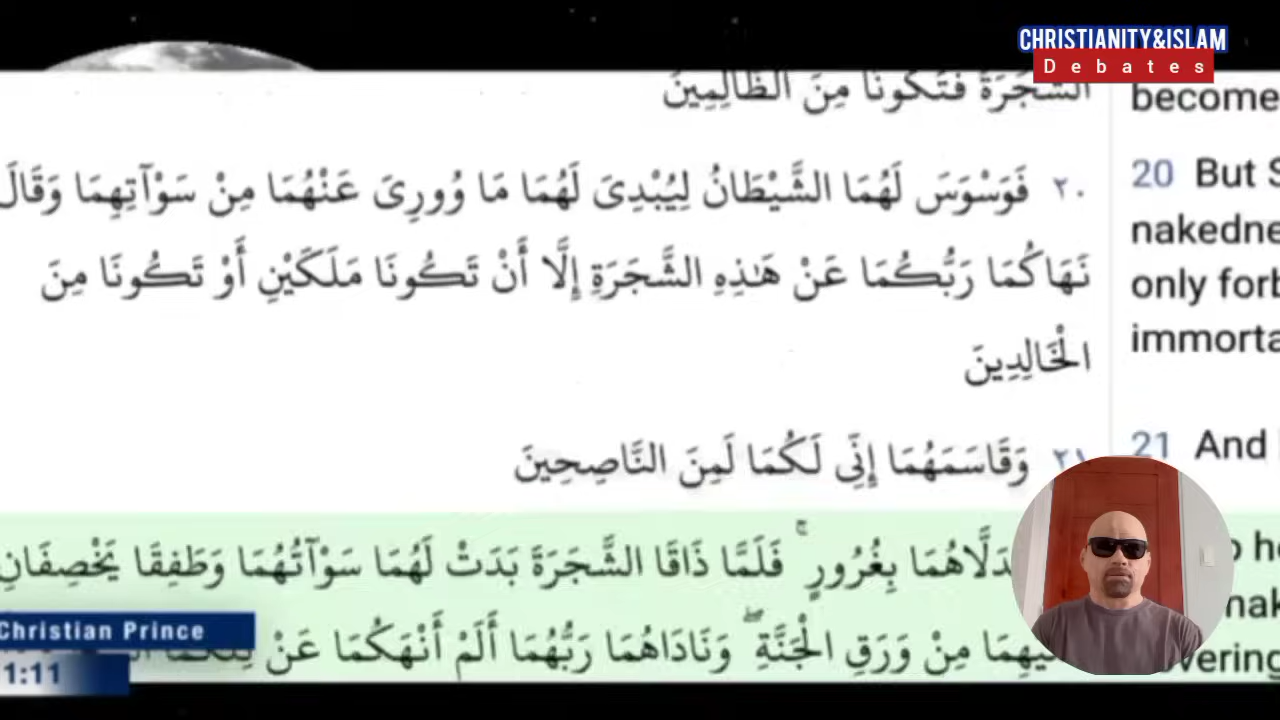 CHRISTIANITY&ISLAM
Debates
الشَّجَرَةَ فَتَكُونَا مِنَ الظَّالِمِينَ
become
٢٠ فَوَسْوَسَ لَهُمَا الشَّيْطَانُ لِيُبْدِىَ لَهُمَا مَا وُورِىَ عَنْهُمَا مِنْ سَوْآتِهِمَا وَقَالَ
20 But S
نَهَاكُمَا رَبُّكُمَا عَنْ هَٰذِهِ الشَّجَرَةِ إِلَّا أَنْ تَكُونَا مَلَكَيْنِ أَوْ تَكُونَا مِنَ
nakedne
only forb
الْخَالِدِينَ
immorta
٢١ وَقَاسَمَهُمَا إِنِّى لَكُمَا لَمِنَ النَّاصِحِينَ
21 And
دَلَّاهُمَا بِغُرُورٍ ۚ فَلَمَّا ذَاقَا الشَّجَرَةَ بَدَتْ لَهُمَا سَوْآتُهُمَا وَطَفِقَا يَخْصِفَانِ
يْهِمَا مِنْ وَرَقِ الْجَنَّةِ ۖ وَنَادَاهُمَا رَبُّهُمَا أَلَمْ أَنْهَكُمَا عَنْ
nak
vering
Christian Prince
1:11